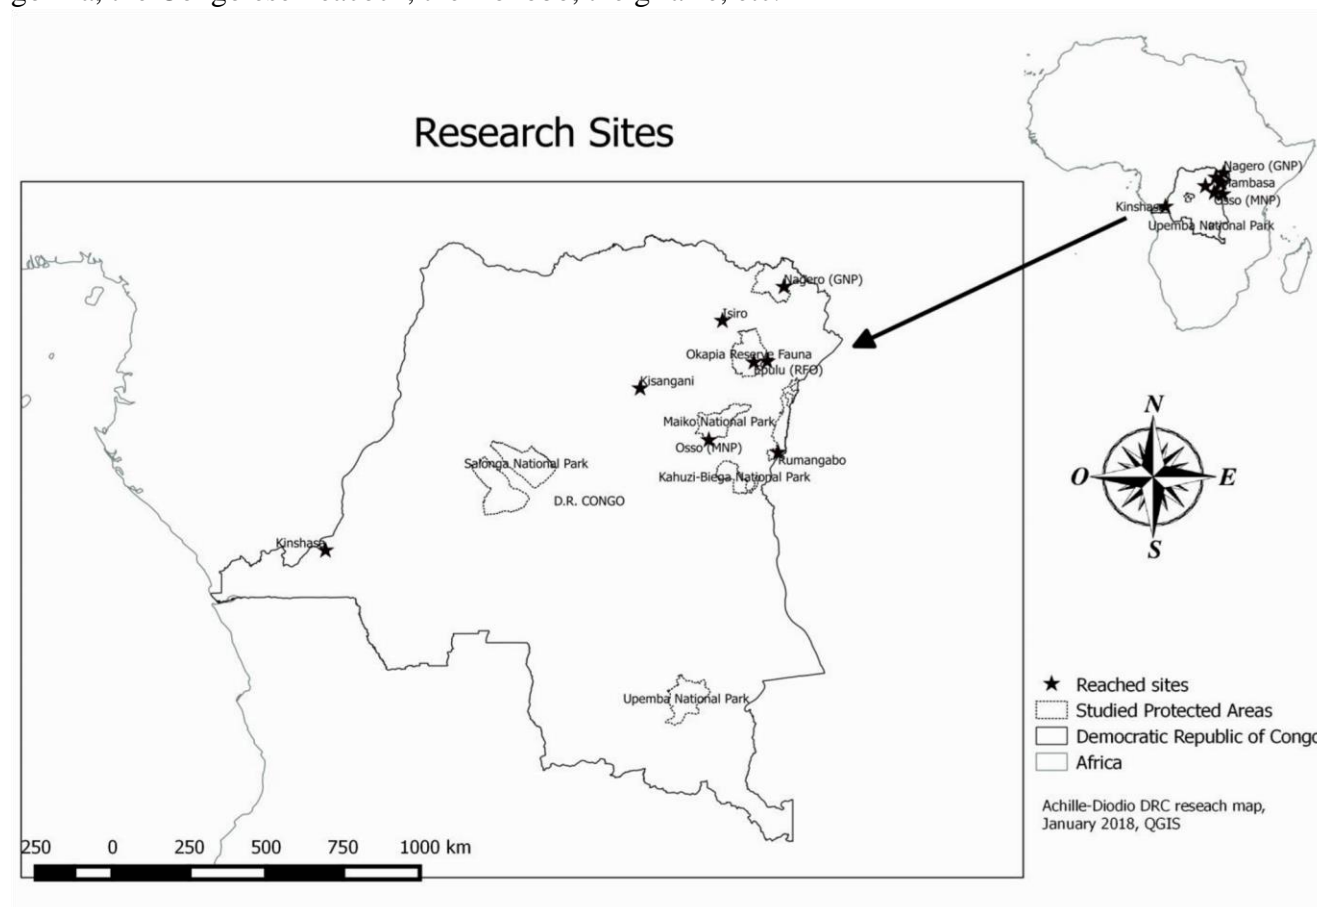 Research Sites
Nagero (GNP)
Mambasa
Osso (MNP)
Kinshasa
Upemba National Park
Nagero (GNP)
Isiro
Okapia Reserve Fauna
Epulu (RFO)
Kisangani
Maiko National Park
Osso (MNP)
Rumangabo
Salonga National Park
Kahuzi-Biega National Park
D.R. CONGO
Kinshasa
Upemba National Park
N
O
E
S
Reached sites
Studied Protected Areas
Democratic Republic of Congo
Africa
Achille-Diodio DRC reseach map,
January 2018, QGIS
250 0 250 500 750 1000 km